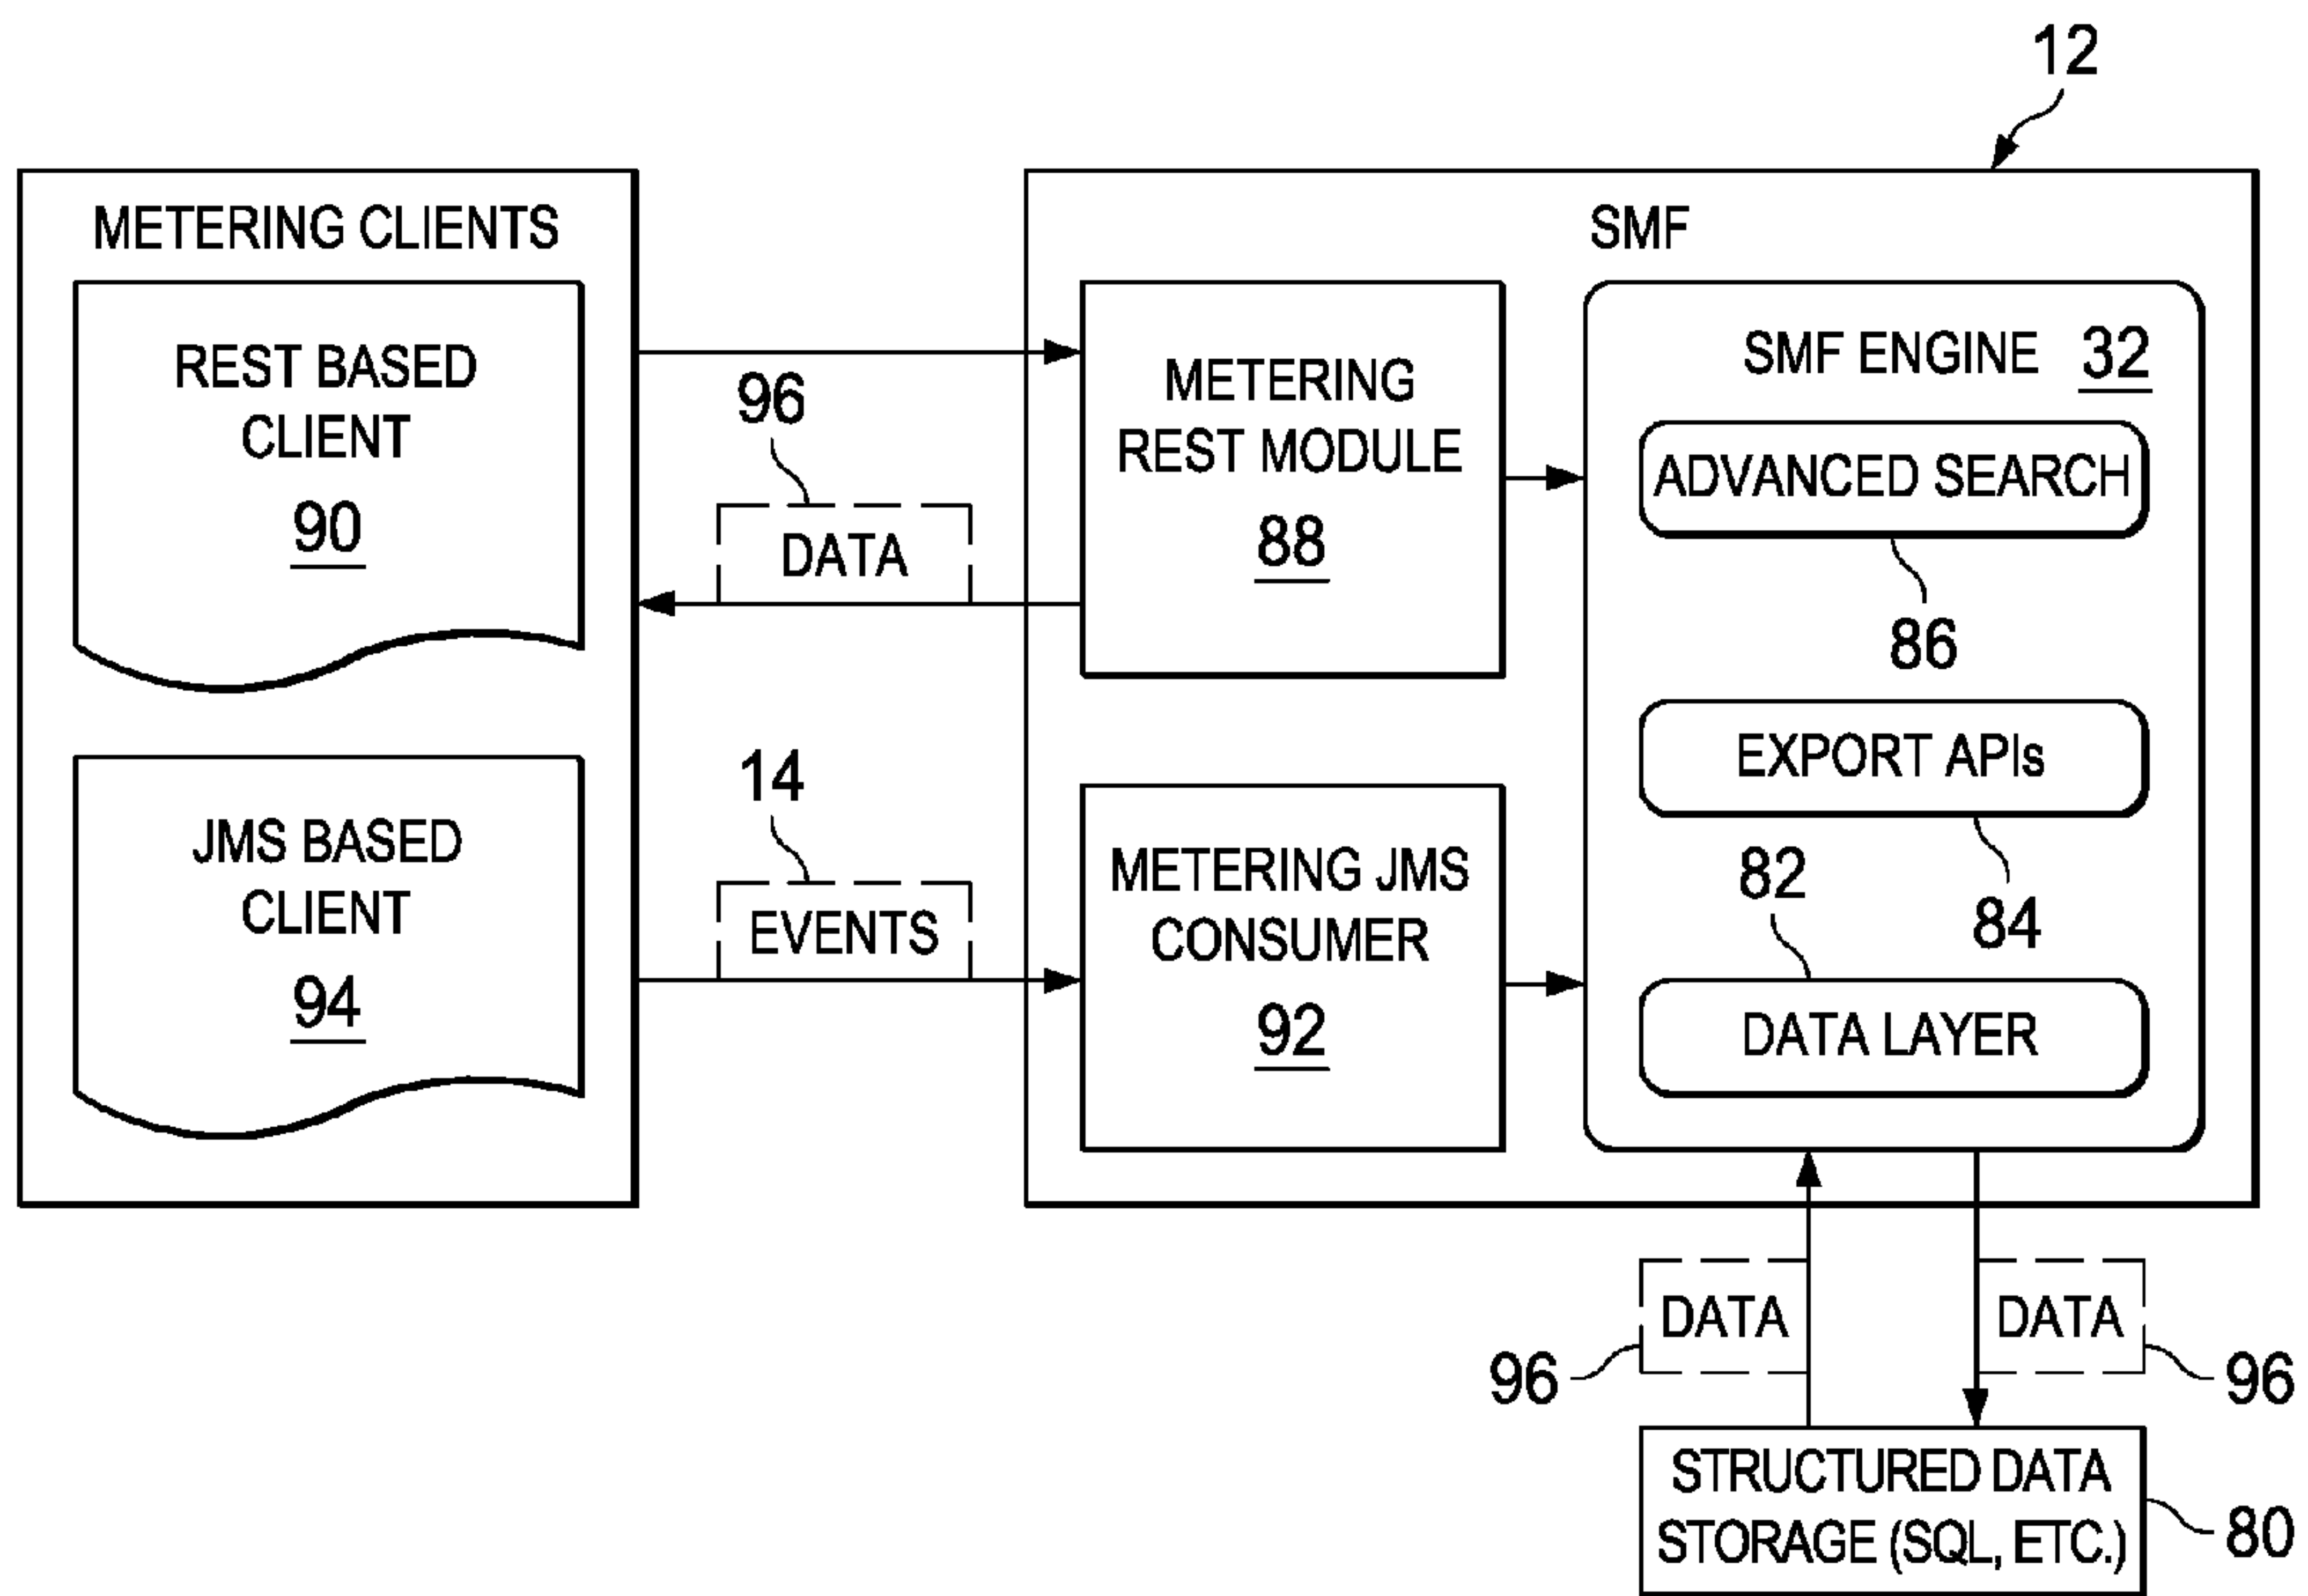 12
METERING CLIENTS
REST BASED
CLIENT
90
JMS BASED
CLIENT
94
96
DATA
14
EVENTS
SMF
METERING
REST MODULE
88
METERING JMS
CONSUMER
92
SMF ENGINE 32
ADVANCED SEARCH
86
EXPORT APIs
84
82
DATA LAYER
DATA
96
DATA
96
STRUCTURED DATA
STORAGE (SQL, ETC.)
80